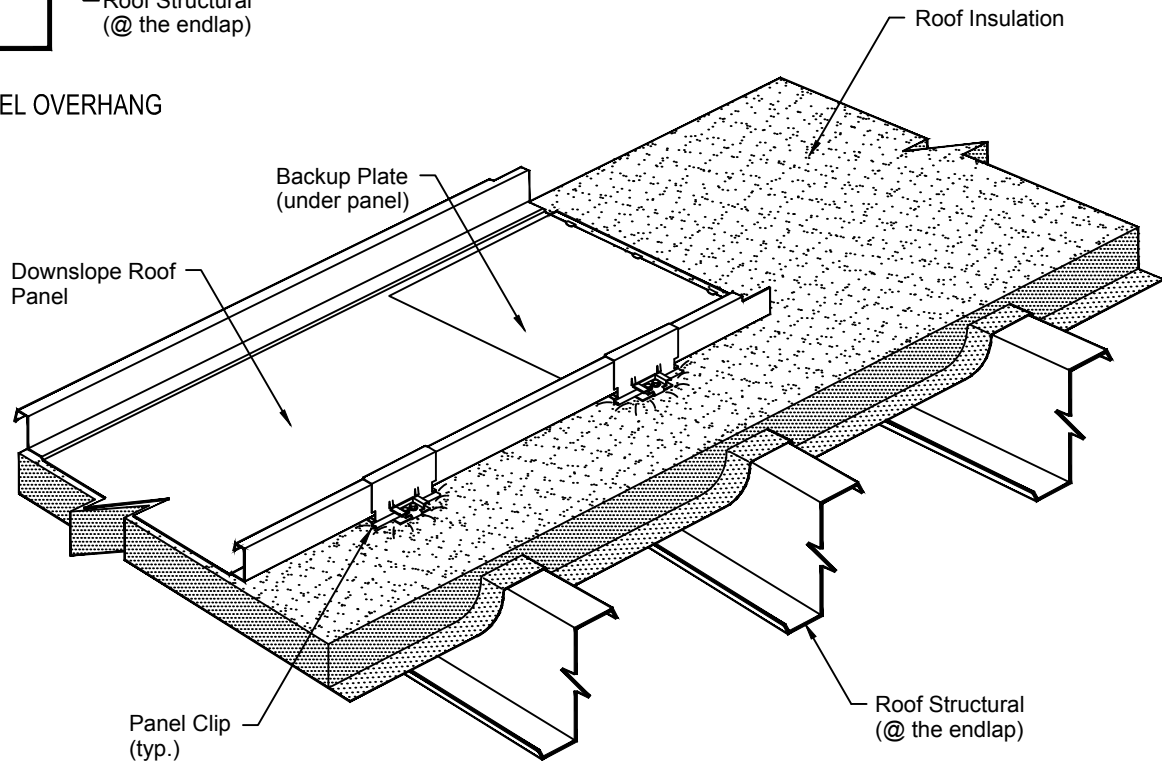 Roof Structural
(@ the endlap)
EL OVERHANG
Roof Insulation
Backup Plate
(under panel)
Downslope Roof
Panel
Panel Clip
(typ.)
Roof Structural
(@ the endlap)